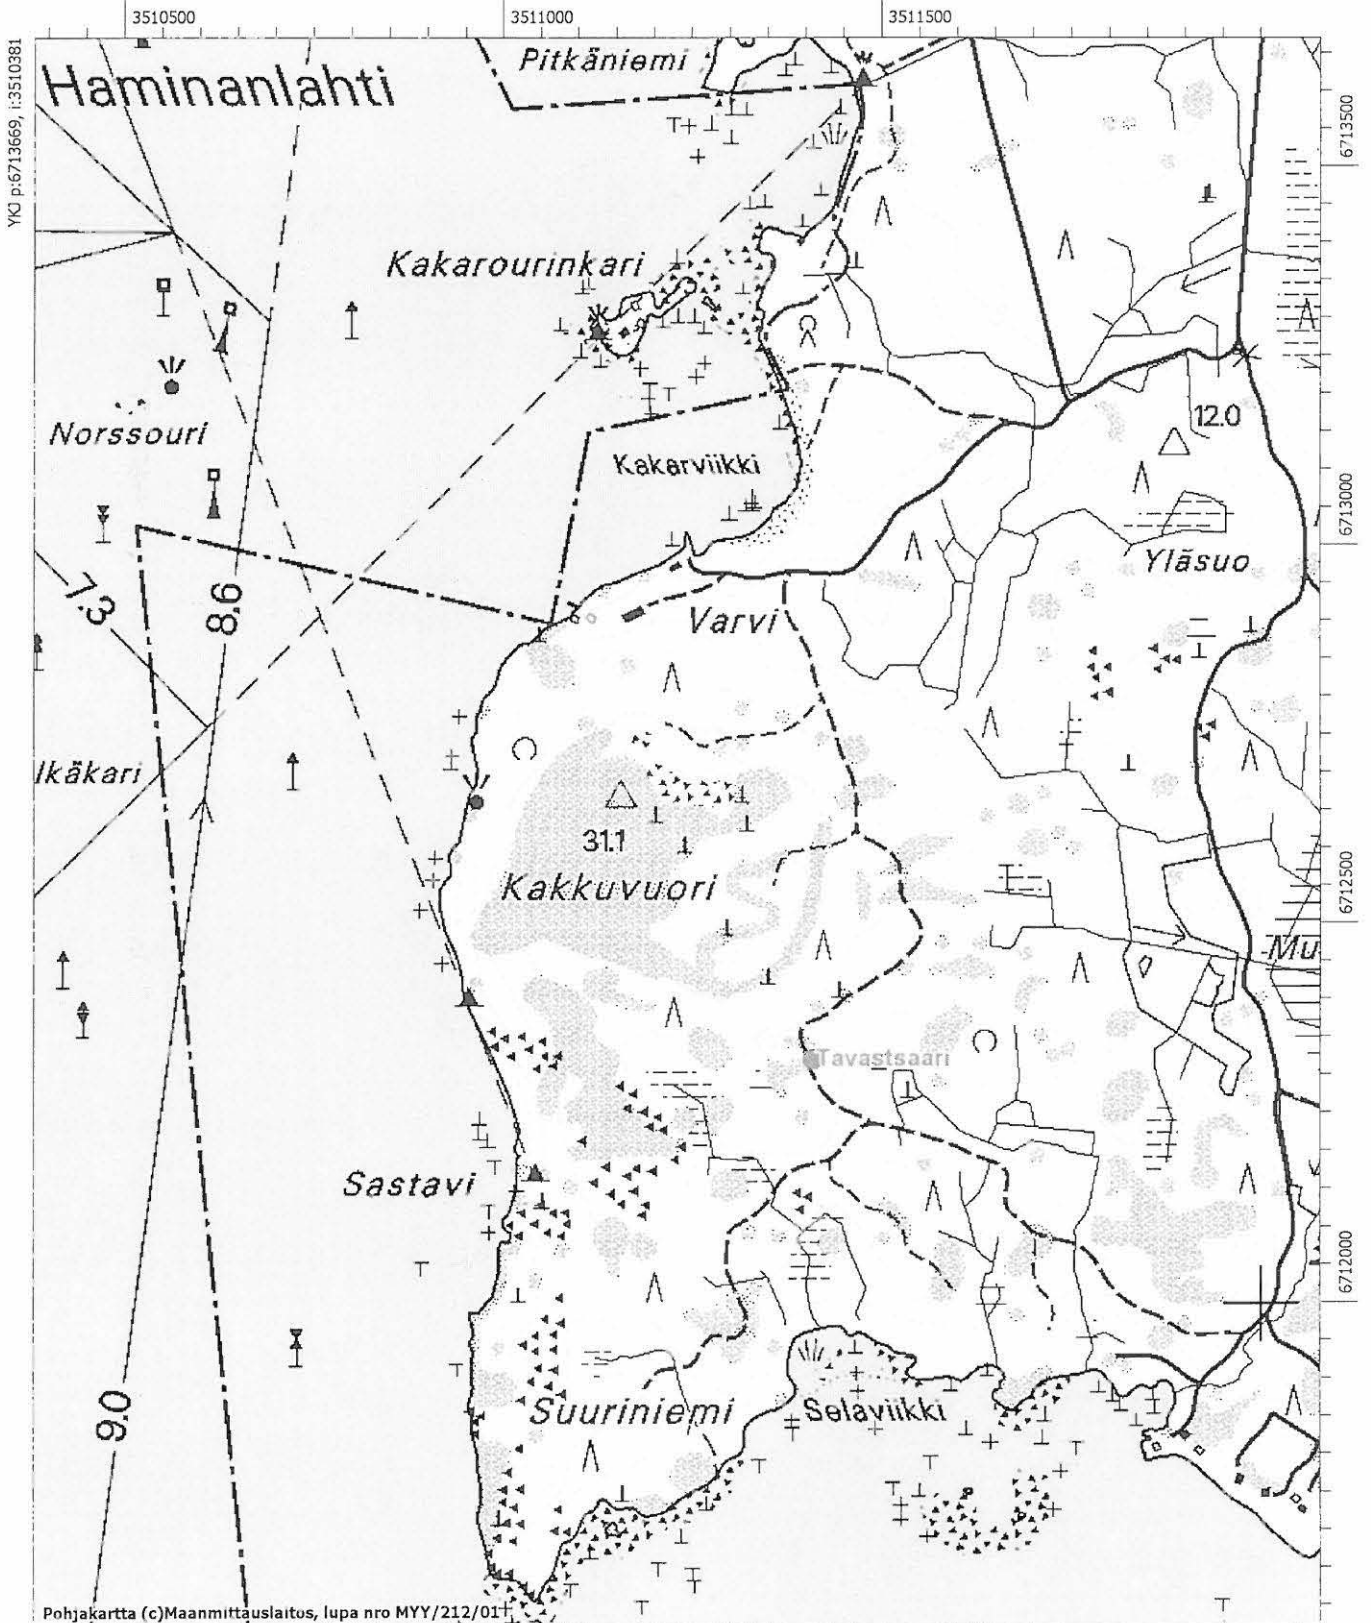 3510500
3511000
3511500
YKJ p:6713669, i:3510381
Pitkäniemi
Haminanlahti
6713500
Kakarourinkari
12.0
Norssouri
Kakarviikki
6713000
Yläsuo
7.3
8.6
Varvi
Ikäkari
31.1
Kakkuvuori
6712500
Mu
Tavastsaari
Sastavi
6712000
9.0
Suuriniemi
Seläviikki
Pohjakartta (c)Maanmittauslaitos, lupa nro MYY/212/01